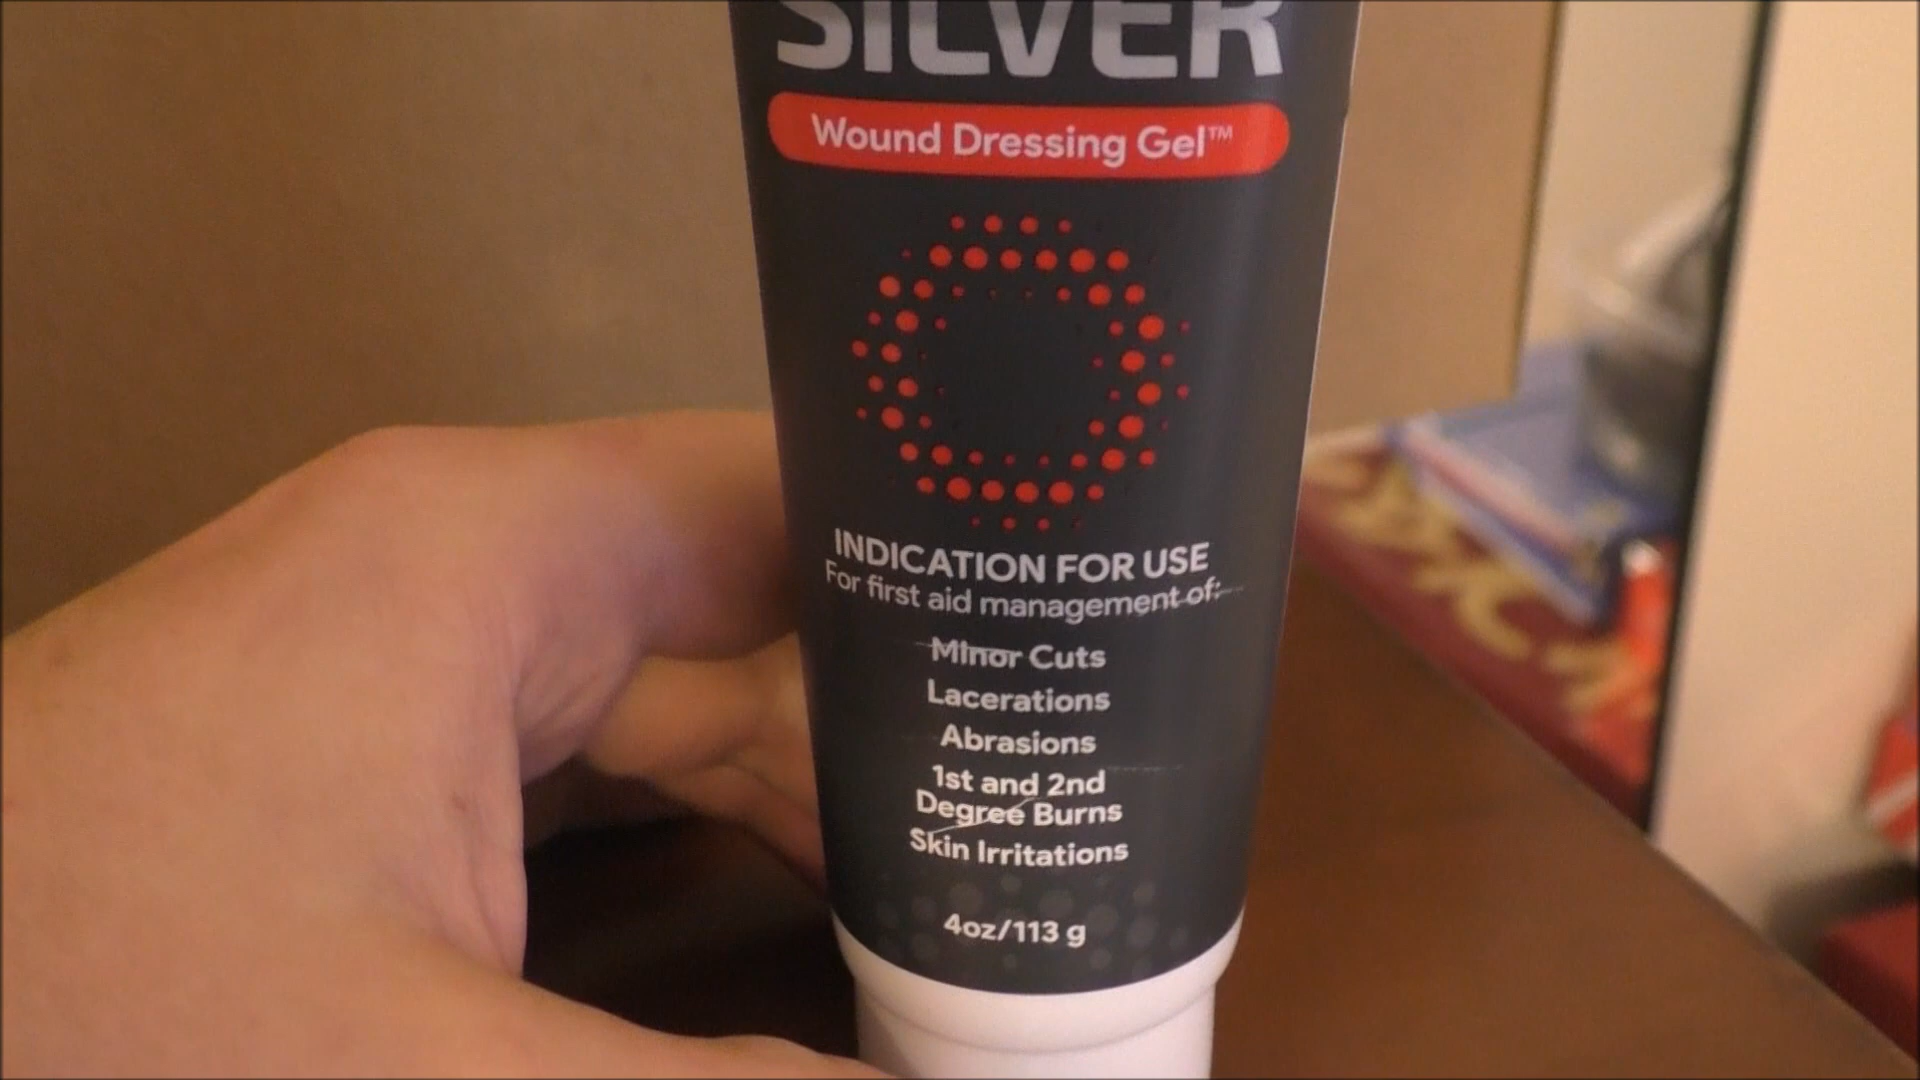 SILVER
Wound Dressing Gel™
INDICATION FOR USE
For first aid management of:
Minor Cuts
Lacerations
Abrasions
1st and 2nd
Degree Burns
Skin Irritations
4oz/113 g